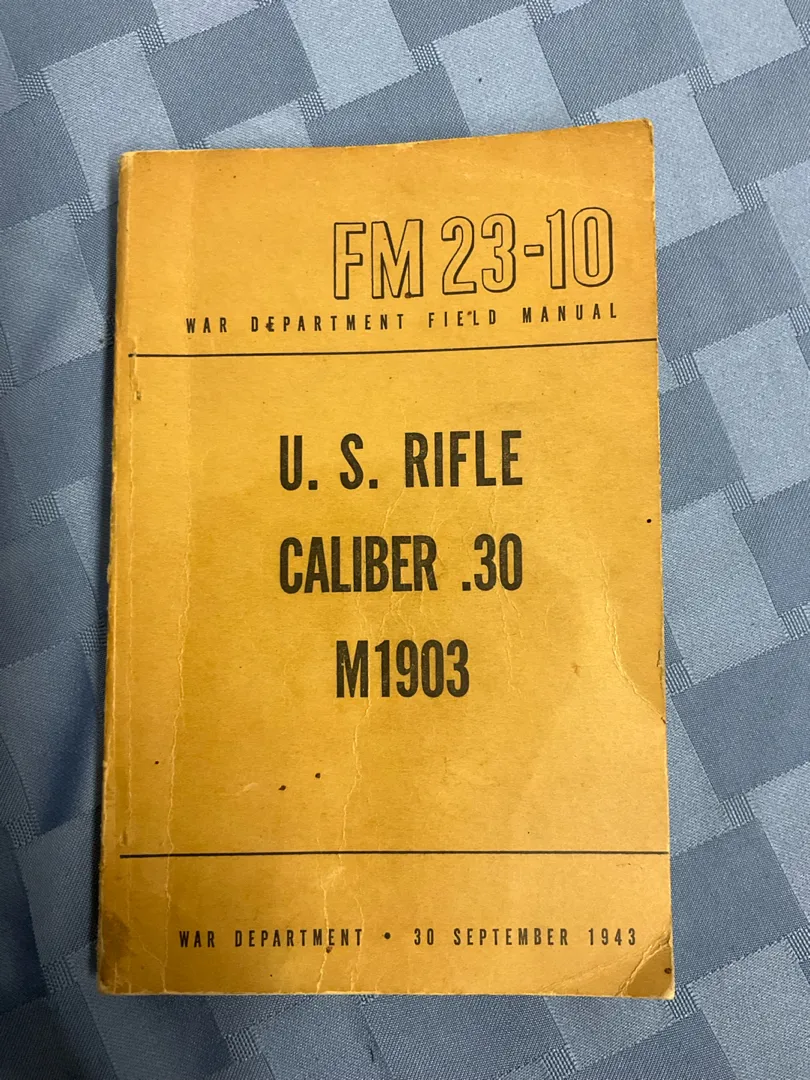 FM 23-10
WAR DEPARTMENT FIELD MANUAL
U. S. RIFLE
CALIBER .30
M1903
WAR DEPARTMENT • 30 SEPTEMBER 1943